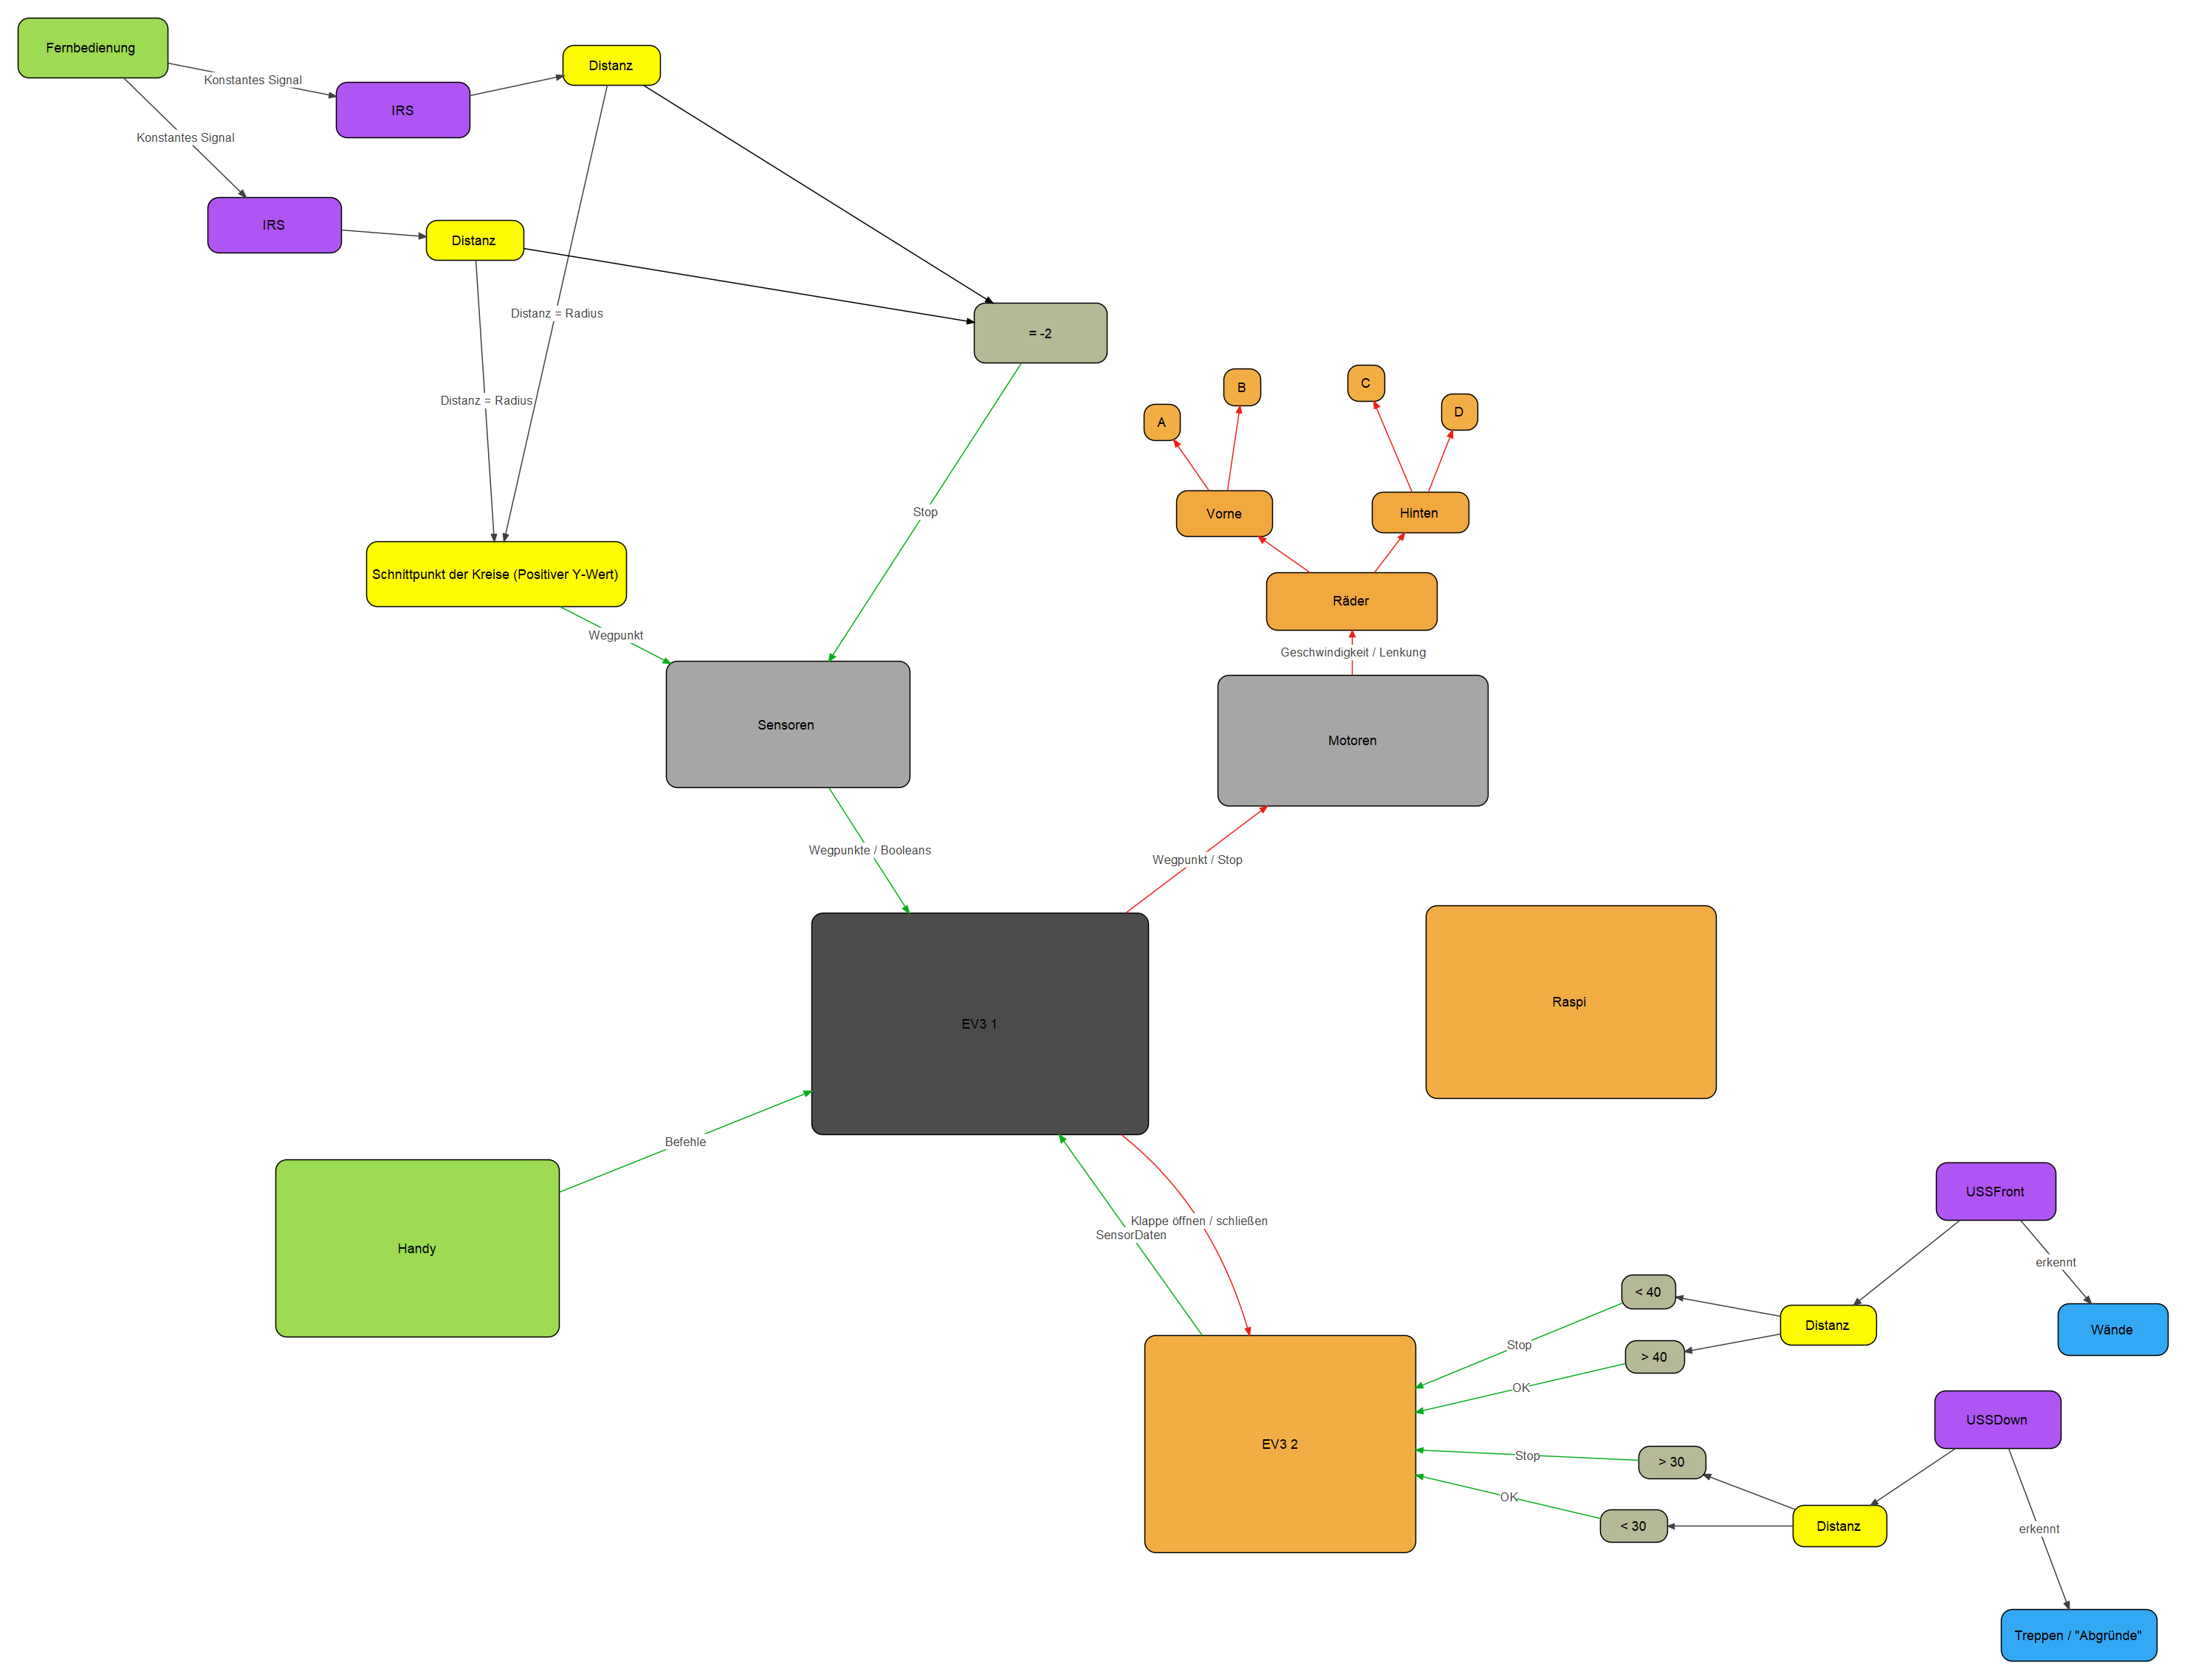 Fernbedienung
Konstantes Signal
Distanz
IRS
Konstantes Signal
IRS
Distanz
Distanz = Radius
= -2
Distanz = Radius
B
C
A
D
Stop
Vorne
Hinten
Schnittpunkt der Kreise (Positiver Y-Wert)
Räder
Wegpunkt
Geschwindigkeit / Lenkung
Sensoren
Motoren
Wegpunkte / Booleans
Wegpunkt / Stop
EV3 1
Raspi
Befehle
Handy
Klappe öffnen / schließen
SensorDaten
USSFront
erkennt
< 40
Distanz
Wände
Stop
> 40
OK
EV3 2
USSDown
Stop
> 30
OK
< 30
Distanz
erkennt
Treppen / "Abgründe"